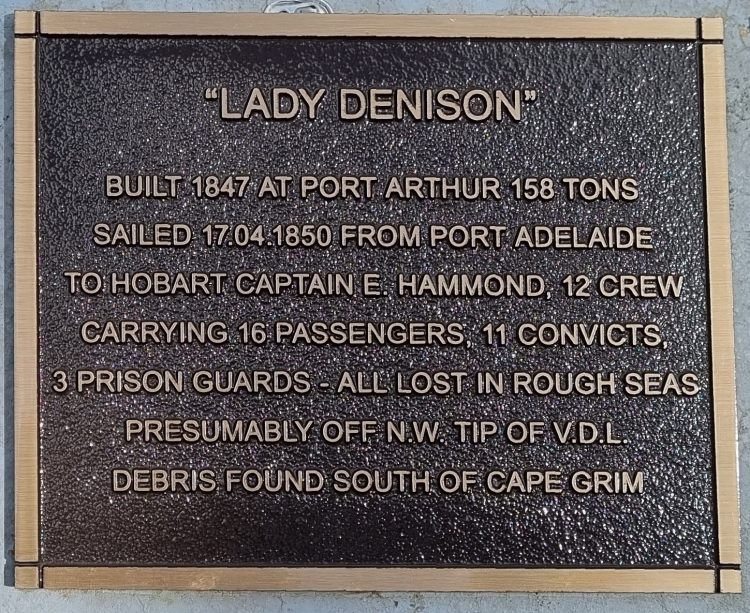 “LADY DENISON”
BUILT 1847 AT PORT ARTHUR 158 TONS
SAILED 17.04.1850 FROM PORT ADELAIDE
TO HOBART CAPTAIN E. HAMMOND, 12 CREW
CARRYING 16 PASSENGERS, 11 CONVICTS,
3 PRISON GUARDS - ALL LOST IN ROUGH SEAS
PRESUMABLY OFF N.W. TIP OF V.D.L.
DEBRIS FOUND SOUTH OF CAPE GRIM